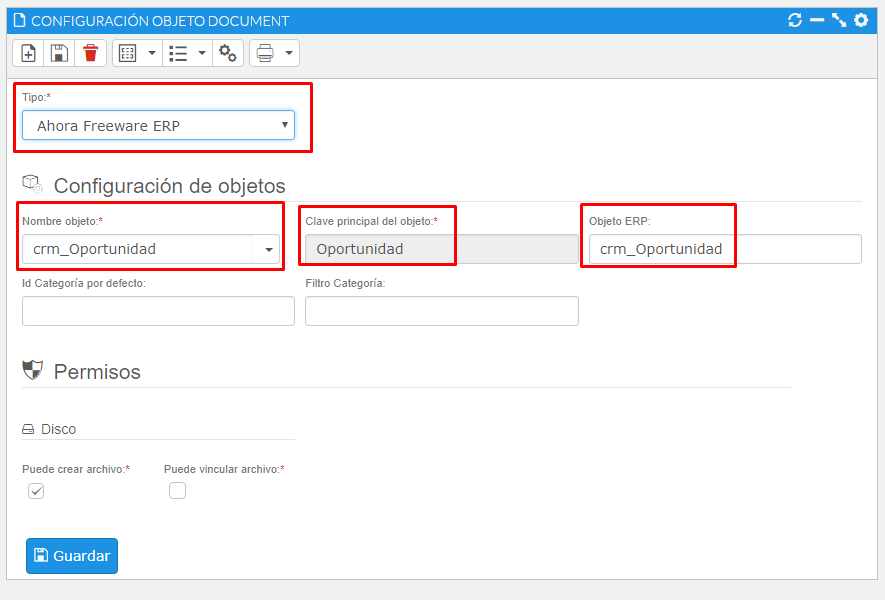 CONFIGURACIÓN OBJETO DOCUMENT
Tipo:*
Ahora Freeware ERP
Configuración de objetos
Nombre objeto:* Clave principal del objeto:* Objeto ERP:
crm_Oportunidad Oportunidad crm_Oportunidad
Id Categoría por defecto: Filtro Categoría:
Permisos
Disco
Puede crear archivo:* Puede vincular archivo:*
Guardar